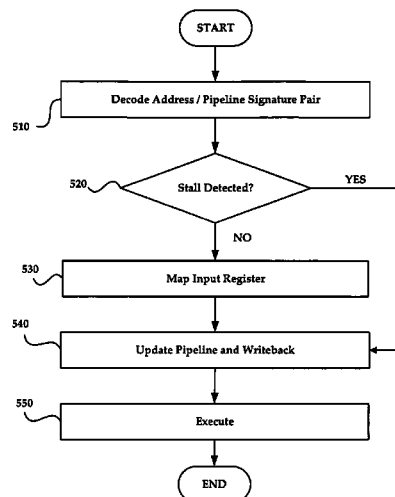 START
Decode Address / Pipeline Signature Pair
510
Stall Detected?
520
YES
NO
530
Map Input Register
540
Update Pipeline and Writeback
550
Execute
END